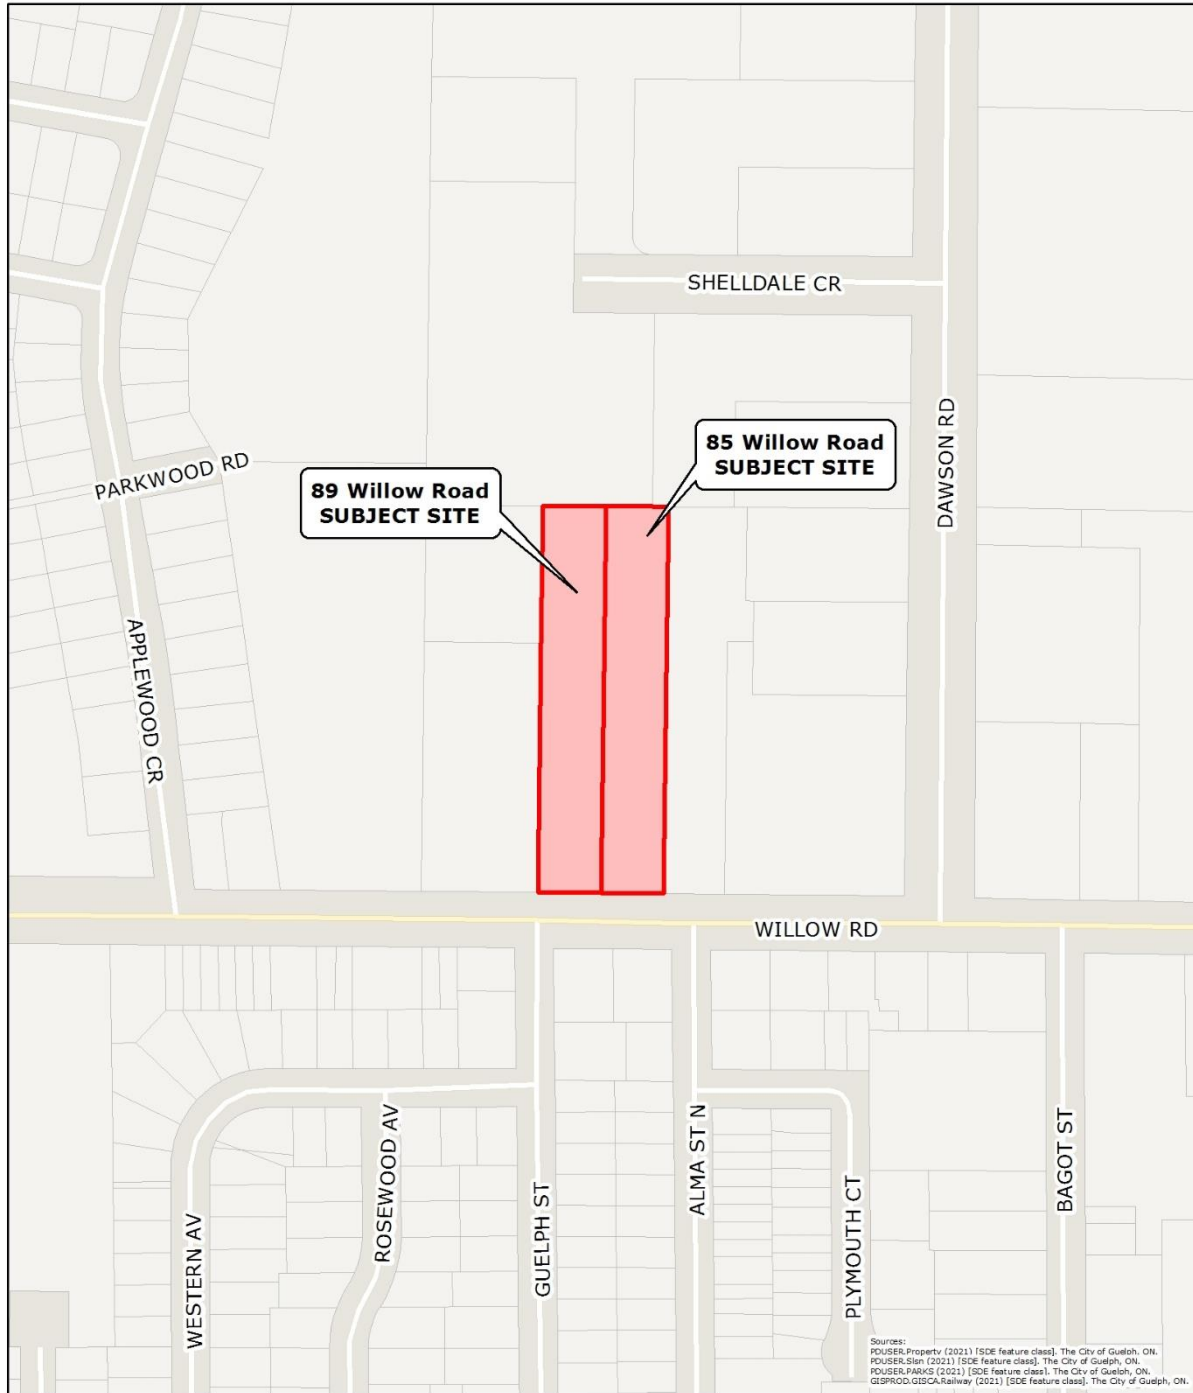 SHELLDALE CR
85 Willow Road
SUBJECT SITE
DAWSON RD
PARKWOOD RD
89 Willow Road
SUBJECT SITE
APPLEWOOD CR
WILLOW RD
WESTERN AV
ROSEWOOD AV
GUELPH ST
ALMA ST N
PLYMOUTH CT
BAGOT ST
Sources:
PDUSER.Property (2021) [SDE feature class]. The City of Guelph, ON.
PDUSER.Slsn (2021) [SDE feature class]. The City of Guelph, ON.
PDUSER.PARKS (2021) [SDE feature class]. The City of Guelph, ON.
GISPROD.GISCA.Railway (2021) [SDE feature class]. The City of Guelph, ON.